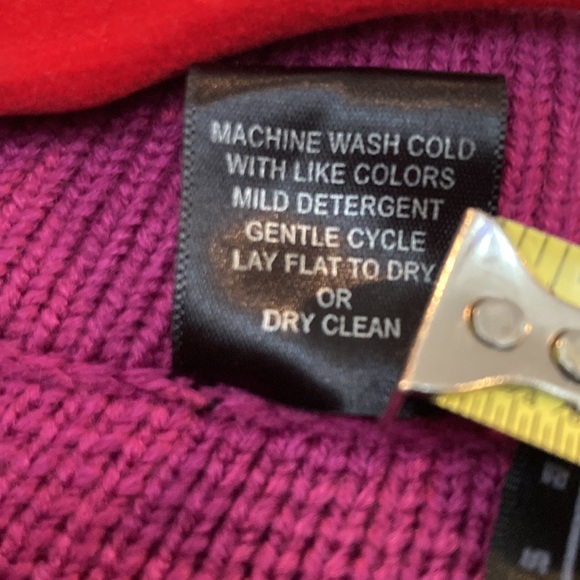 MACHINE WASH COLD
WITH LIKE COLORS
MILD DETERGENT
GENTLE CYCLE
LAY FLAT TO DRY
OR
DRY CLEAN